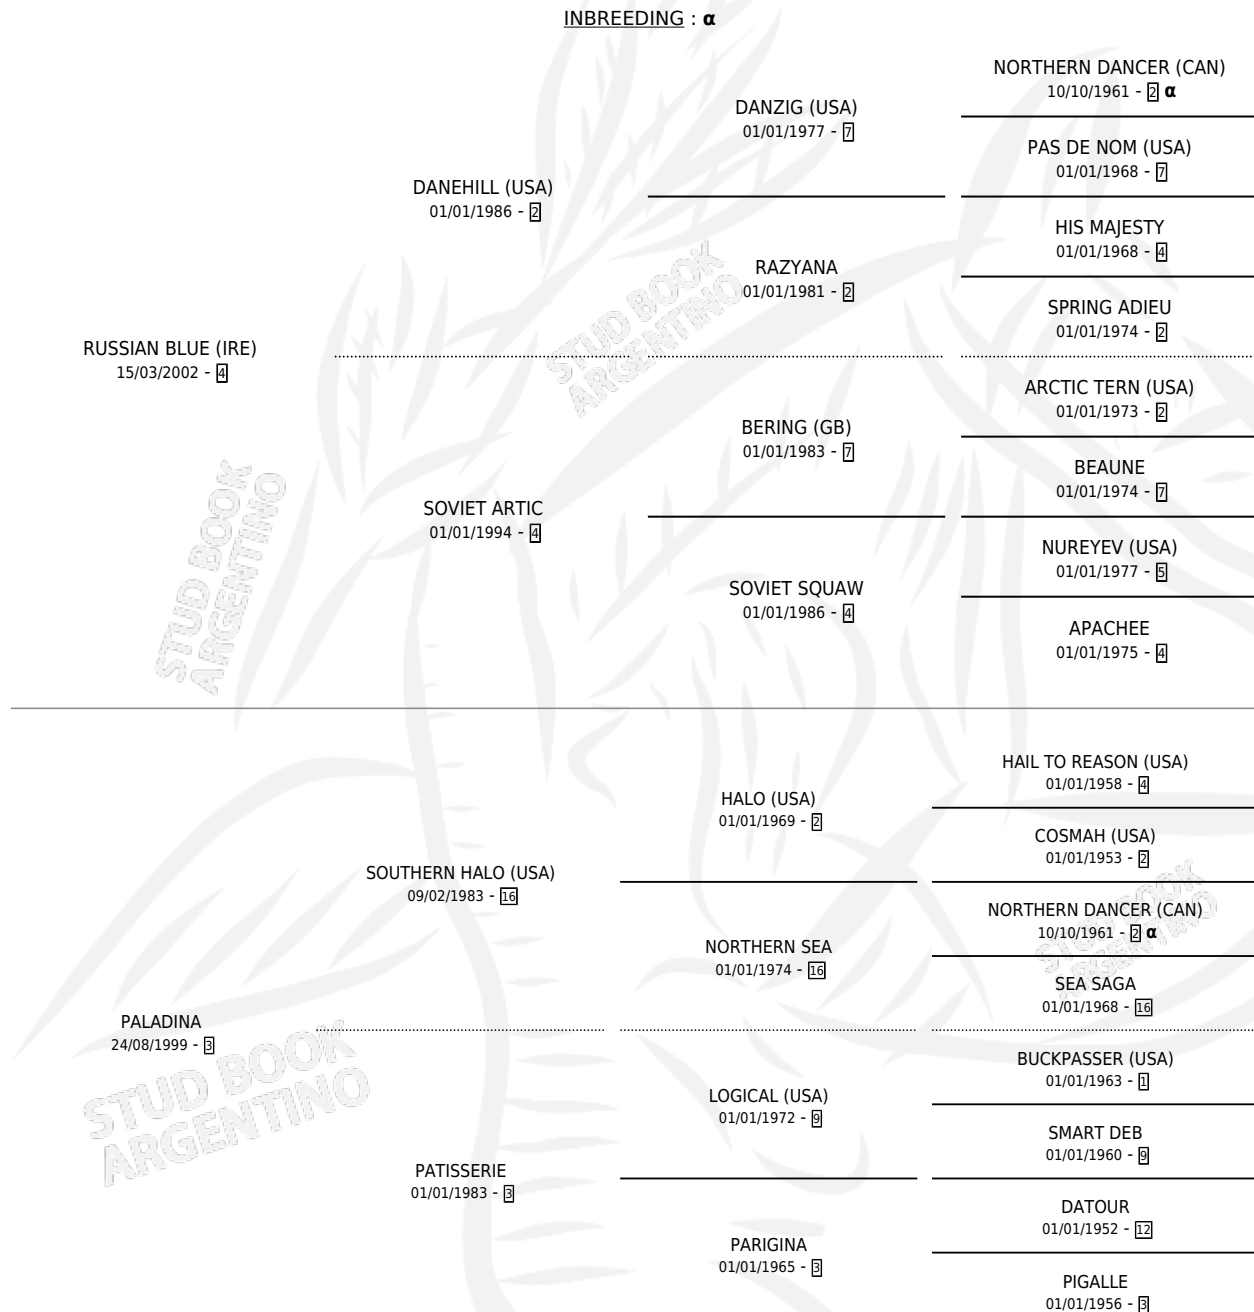 INBREEDING : α
NORTHERN DANCER (CAN)
10/10/1961 - 2 α
DANZIG (USA)
01/01/1977 - 7
PAS DE NOM (USA)
01/01/1968 - 7
DANEHILL (USA)
01/01/1986 - 2
HIS MAJESTY
01/01/1968 - 4
RAZYANA
01/01/1981 - 2
SPRING ADIEU
01/01/1974 - 2
RUSSIAN BLUE (IRE)
15/03/2002 - 4
ARCTIC TERN (USA)
01/01/1973 - 2
BERING (GB)
01/01/1983 - 7
BEAUNE
01/01/1974 - 7
SOVIET ARTIC
01/01/1994 - 4
NUREYEV (USA)
01/01/1977 - 5
SOVIET SQUAW
01/01/1986 - 4
APACHEE
01/01/1975 - 4
HAIL TO REASON (USA)
01/01/1958 - 4
HALO (USA)
01/01/1969 - 2
COSMAH (USA)
01/01/1953 - 2
SOUTHERN HALO (USA)
09/02/1983 - 16
NORTHERN DANCER (CAN)
10/10/1961 - 2 α
NORTHERN SEA
01/01/1974 - 16
SEA SAGA
01/01/1968 - 16
PALADINA
24/08/1999 - 3
BUCKPASSER (USA)
01/01/1963 - 1
LOGICAL (USA)
01/01/1972 - 9
SMART DEB
01/01/1960 - 9
PATISSERIE
01/01/1983 - 3
DATOUR
01/01/1952 - 12
PARIGINA
01/01/1965 - 3
PIGALLE
01/01/1956 - 3
STUD BOOK
ARGENTINO
STUD BOOK
ARGENTINO
STUD BOOK
ARGENTINO
STUD BOOK
ARGENTINO